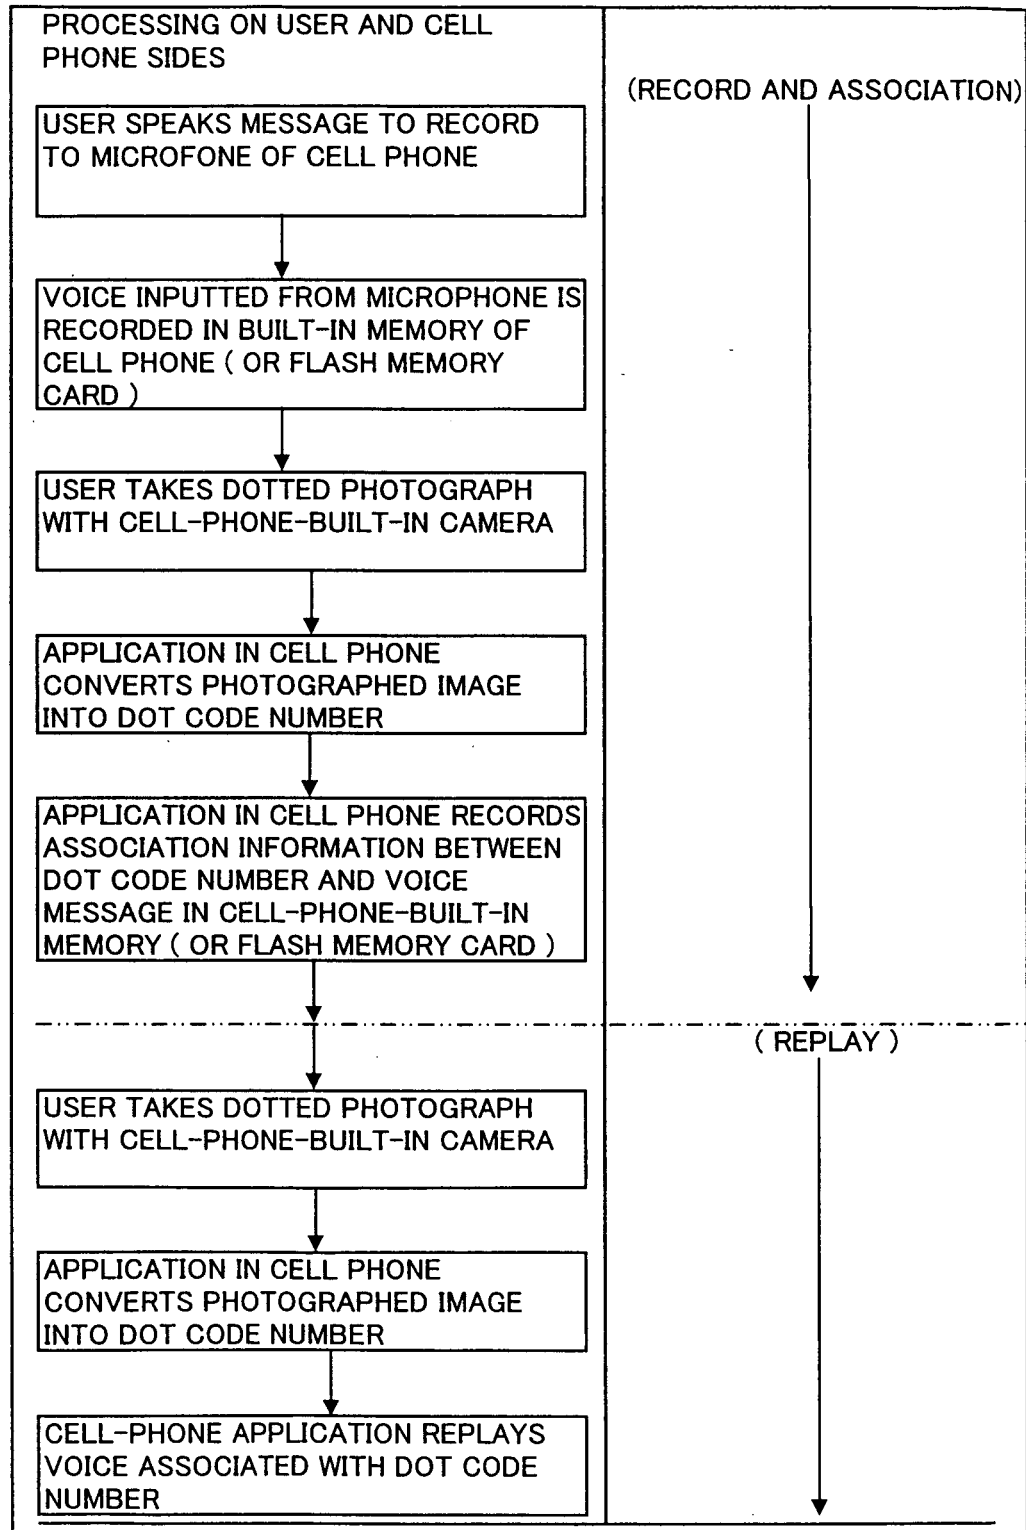 PROCESSING ON USER AND CELL
PHONE SIDES
(RECORD AND ASSOCIATION)
USER SPEAKS MESSAGE TO RECORD
TO MICROFONE OF CELL PHONE
VOICE INPUTTED FROM MICROPHONE IS
RECORDED IN BUILT-IN MEMORY OF
CELL PHONE ( OR FLASH MEMORY
CARD )
USER TAKES DOTTED PHOTOGRAPH
WITH CELL-PHONE-BUILT-IN CAMERA
APPLICATION IN CELL PHONE
CONVERTS PHOTOGRAPHED IMAGE
INTO DOT CODE NUMBER
APPLICATION IN CELL PHONE RECORDS
ASSOCIATION INFORMATION BETWEEN
DOT CODE NUMBER AND VOICE
MESSAGE IN CELL-PHONE-BUILT-IN
MEMORY ( OR FLASH MEMORY CARD )
( REPLAY )
USER TAKES DOTTED PHOTOGRAPH
WITH CELL-PHONE-BUILT-IN CAMERA
APPLICATION IN CELL PHONE
CONVERTS PHOTOGRAPHED IMAGE
INTO DOT CODE NUMBER
CELL-PHONE APPLICATION REPLAYS
VOICE ASSOCIATED WITH DOT CODE
NUMBER